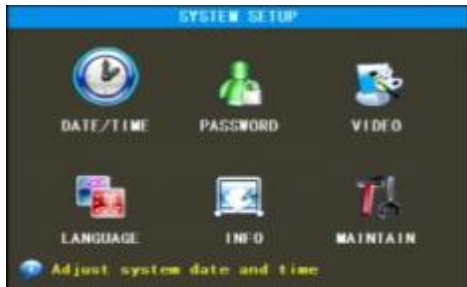 SYSTEM SETUP
DATE/TIME PASSWORD VIDEO
LANGUAGE INFO MAINTAIN
Adjust system date and time